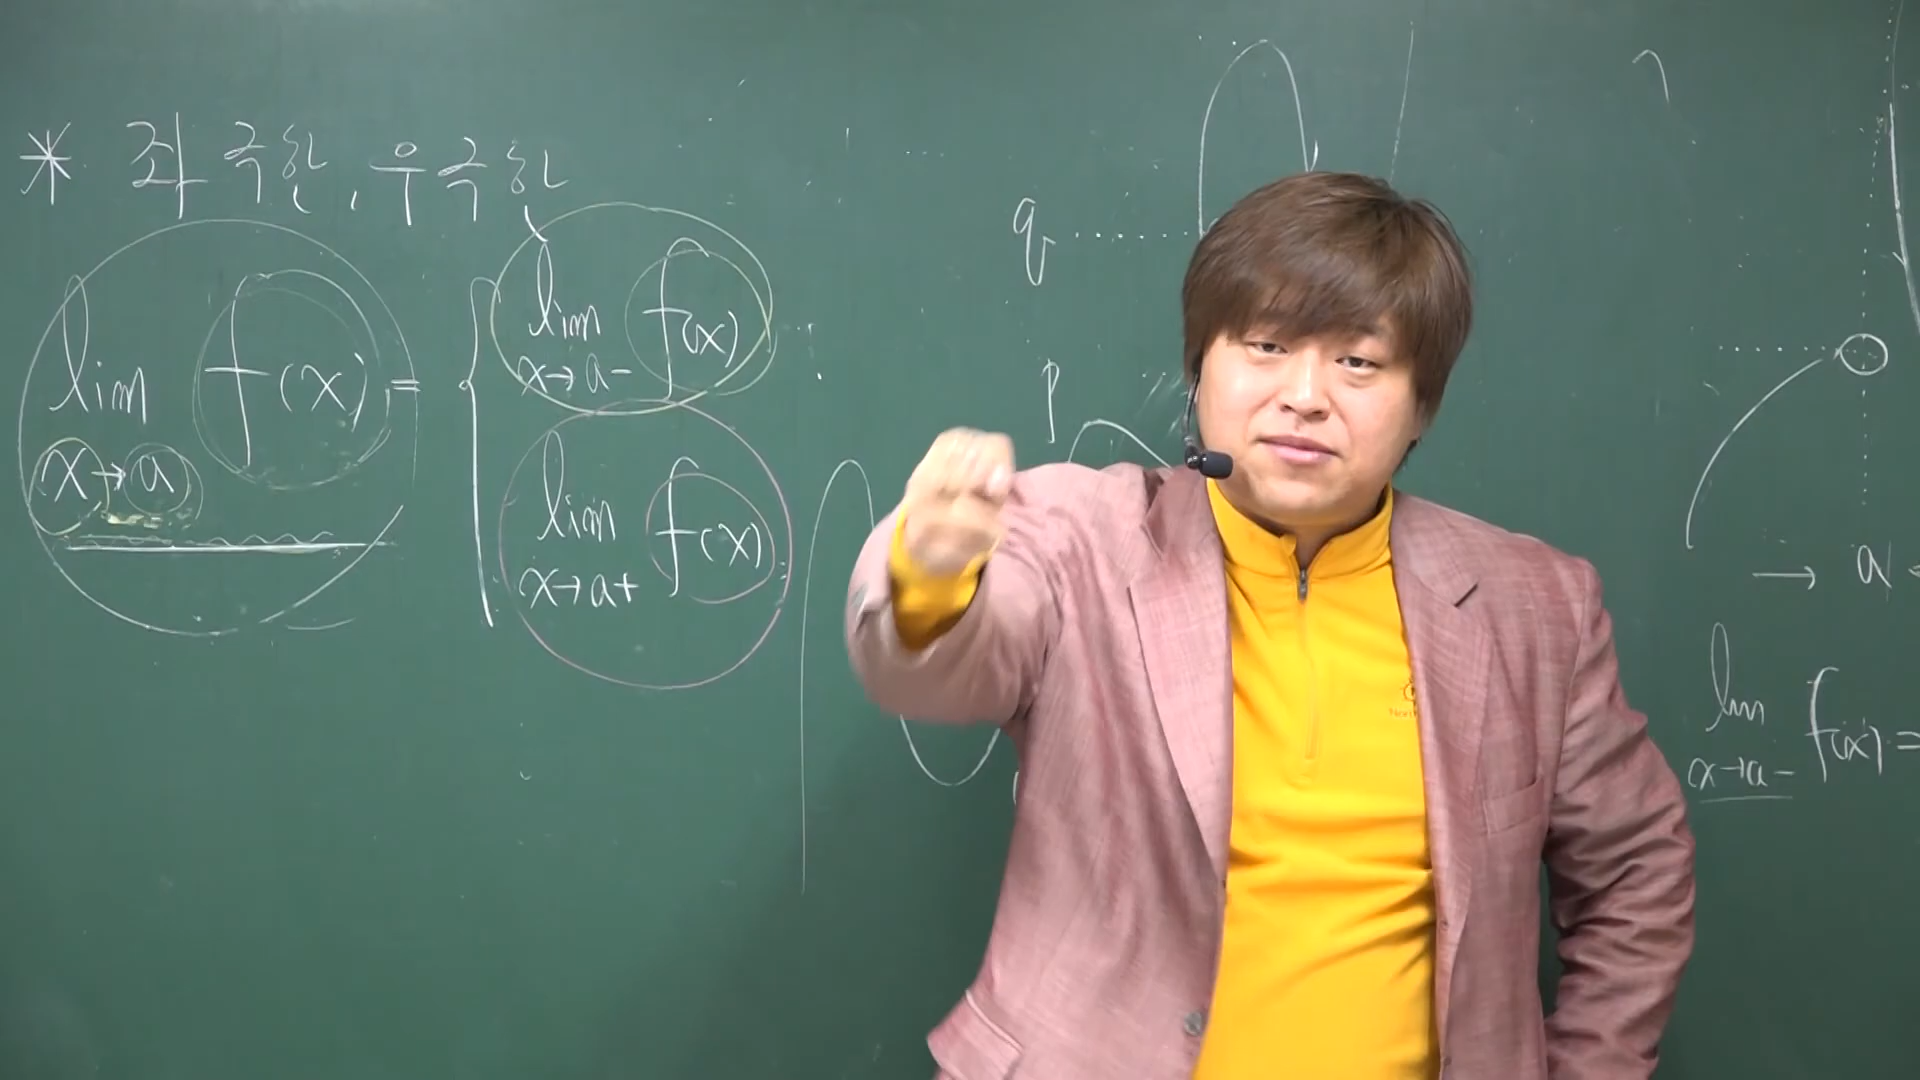 * 좌극한, 우극한
lim f(x) =
x→a
lim f(x)
x→a-
lim f(x)
x→a+
q
p
→ a
lim f(x) =
x→a-